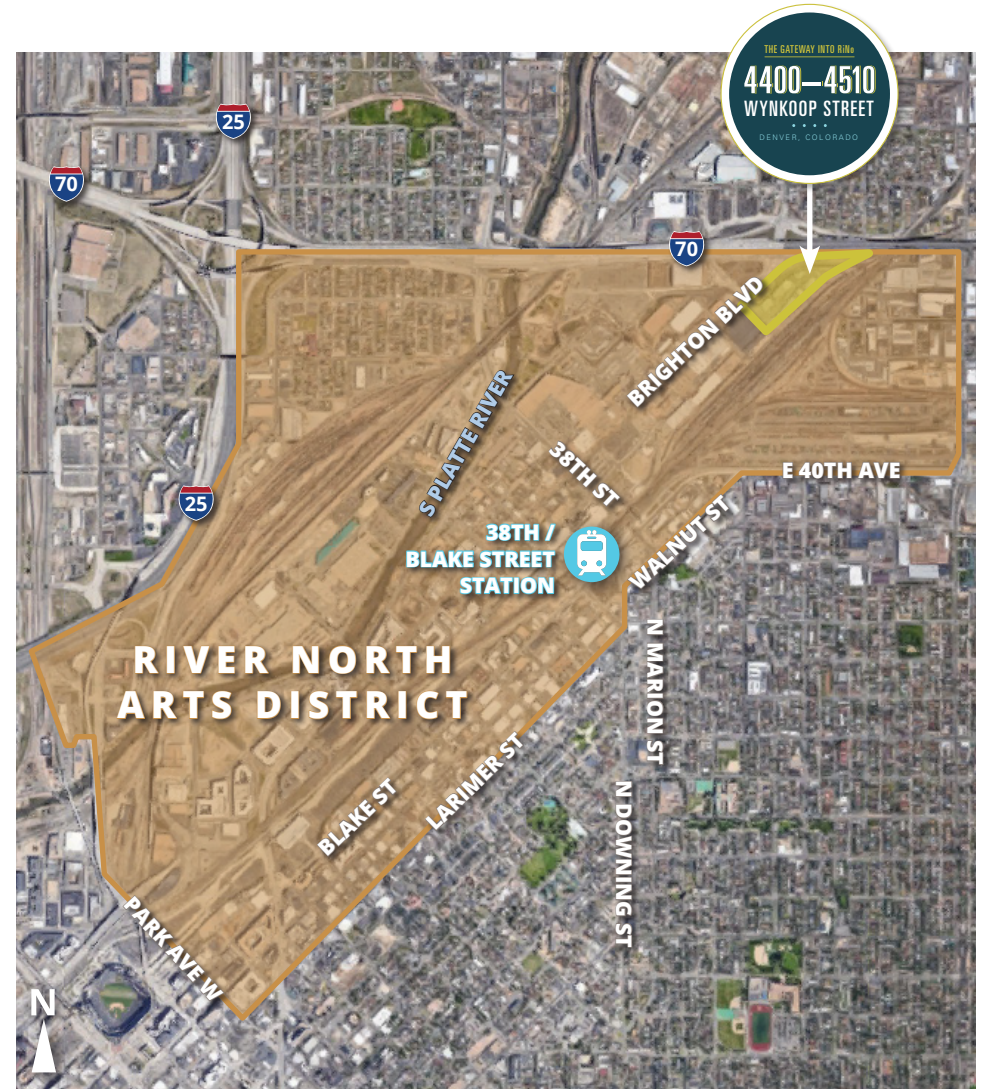 THE GATEWAY INTO RiNo
4400–4510
WYNKOOP STREET
DENVER, COLORADO
25
70
70
BRIGHTON BLVD
S PLATTE RIVER
38TH ST
E 40TH AVE
25
WALNUT ST
38TH /
BLAKE STREET
STATION
N MARION ST
RIVER NORTH
ARTS DISTRICT
LARIMER ST
BLAKE ST
N DOWNING ST
PARK AVE W
N